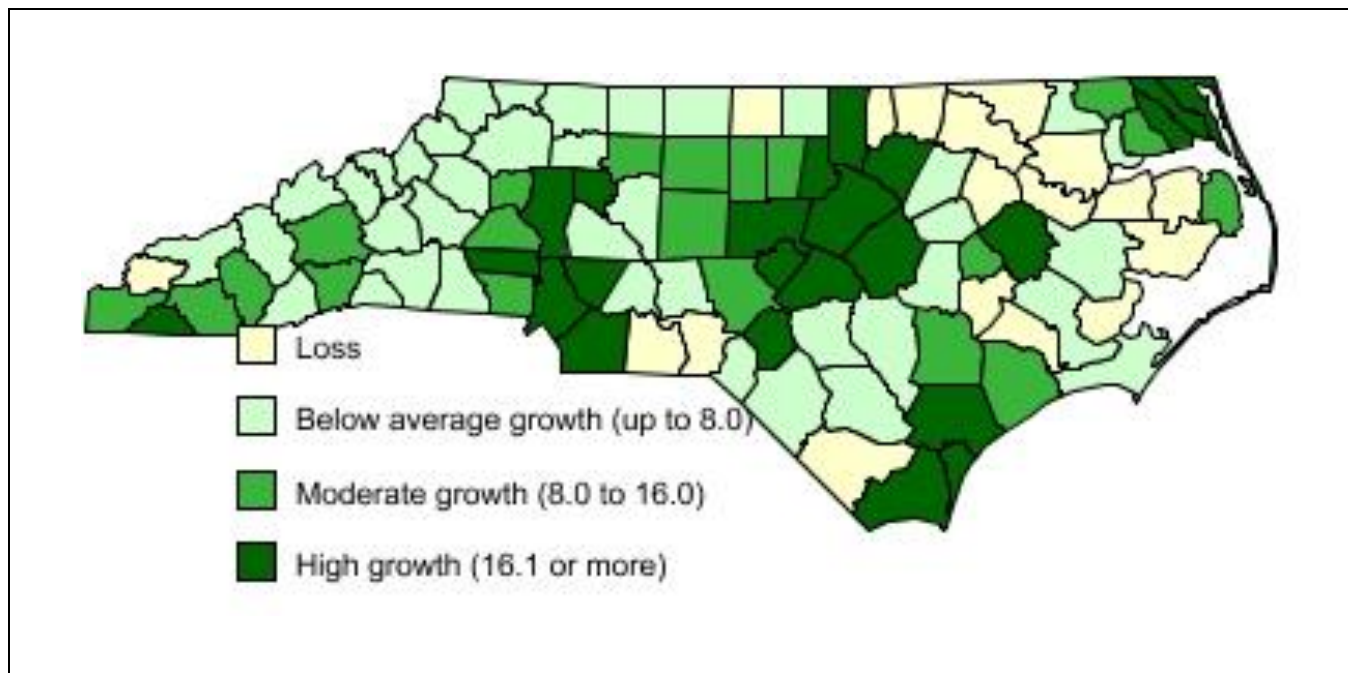 Loss
Below average growth (up to 8.0)
Moderate growth (8.0 to 16.0)
High growth (16.1 or more)